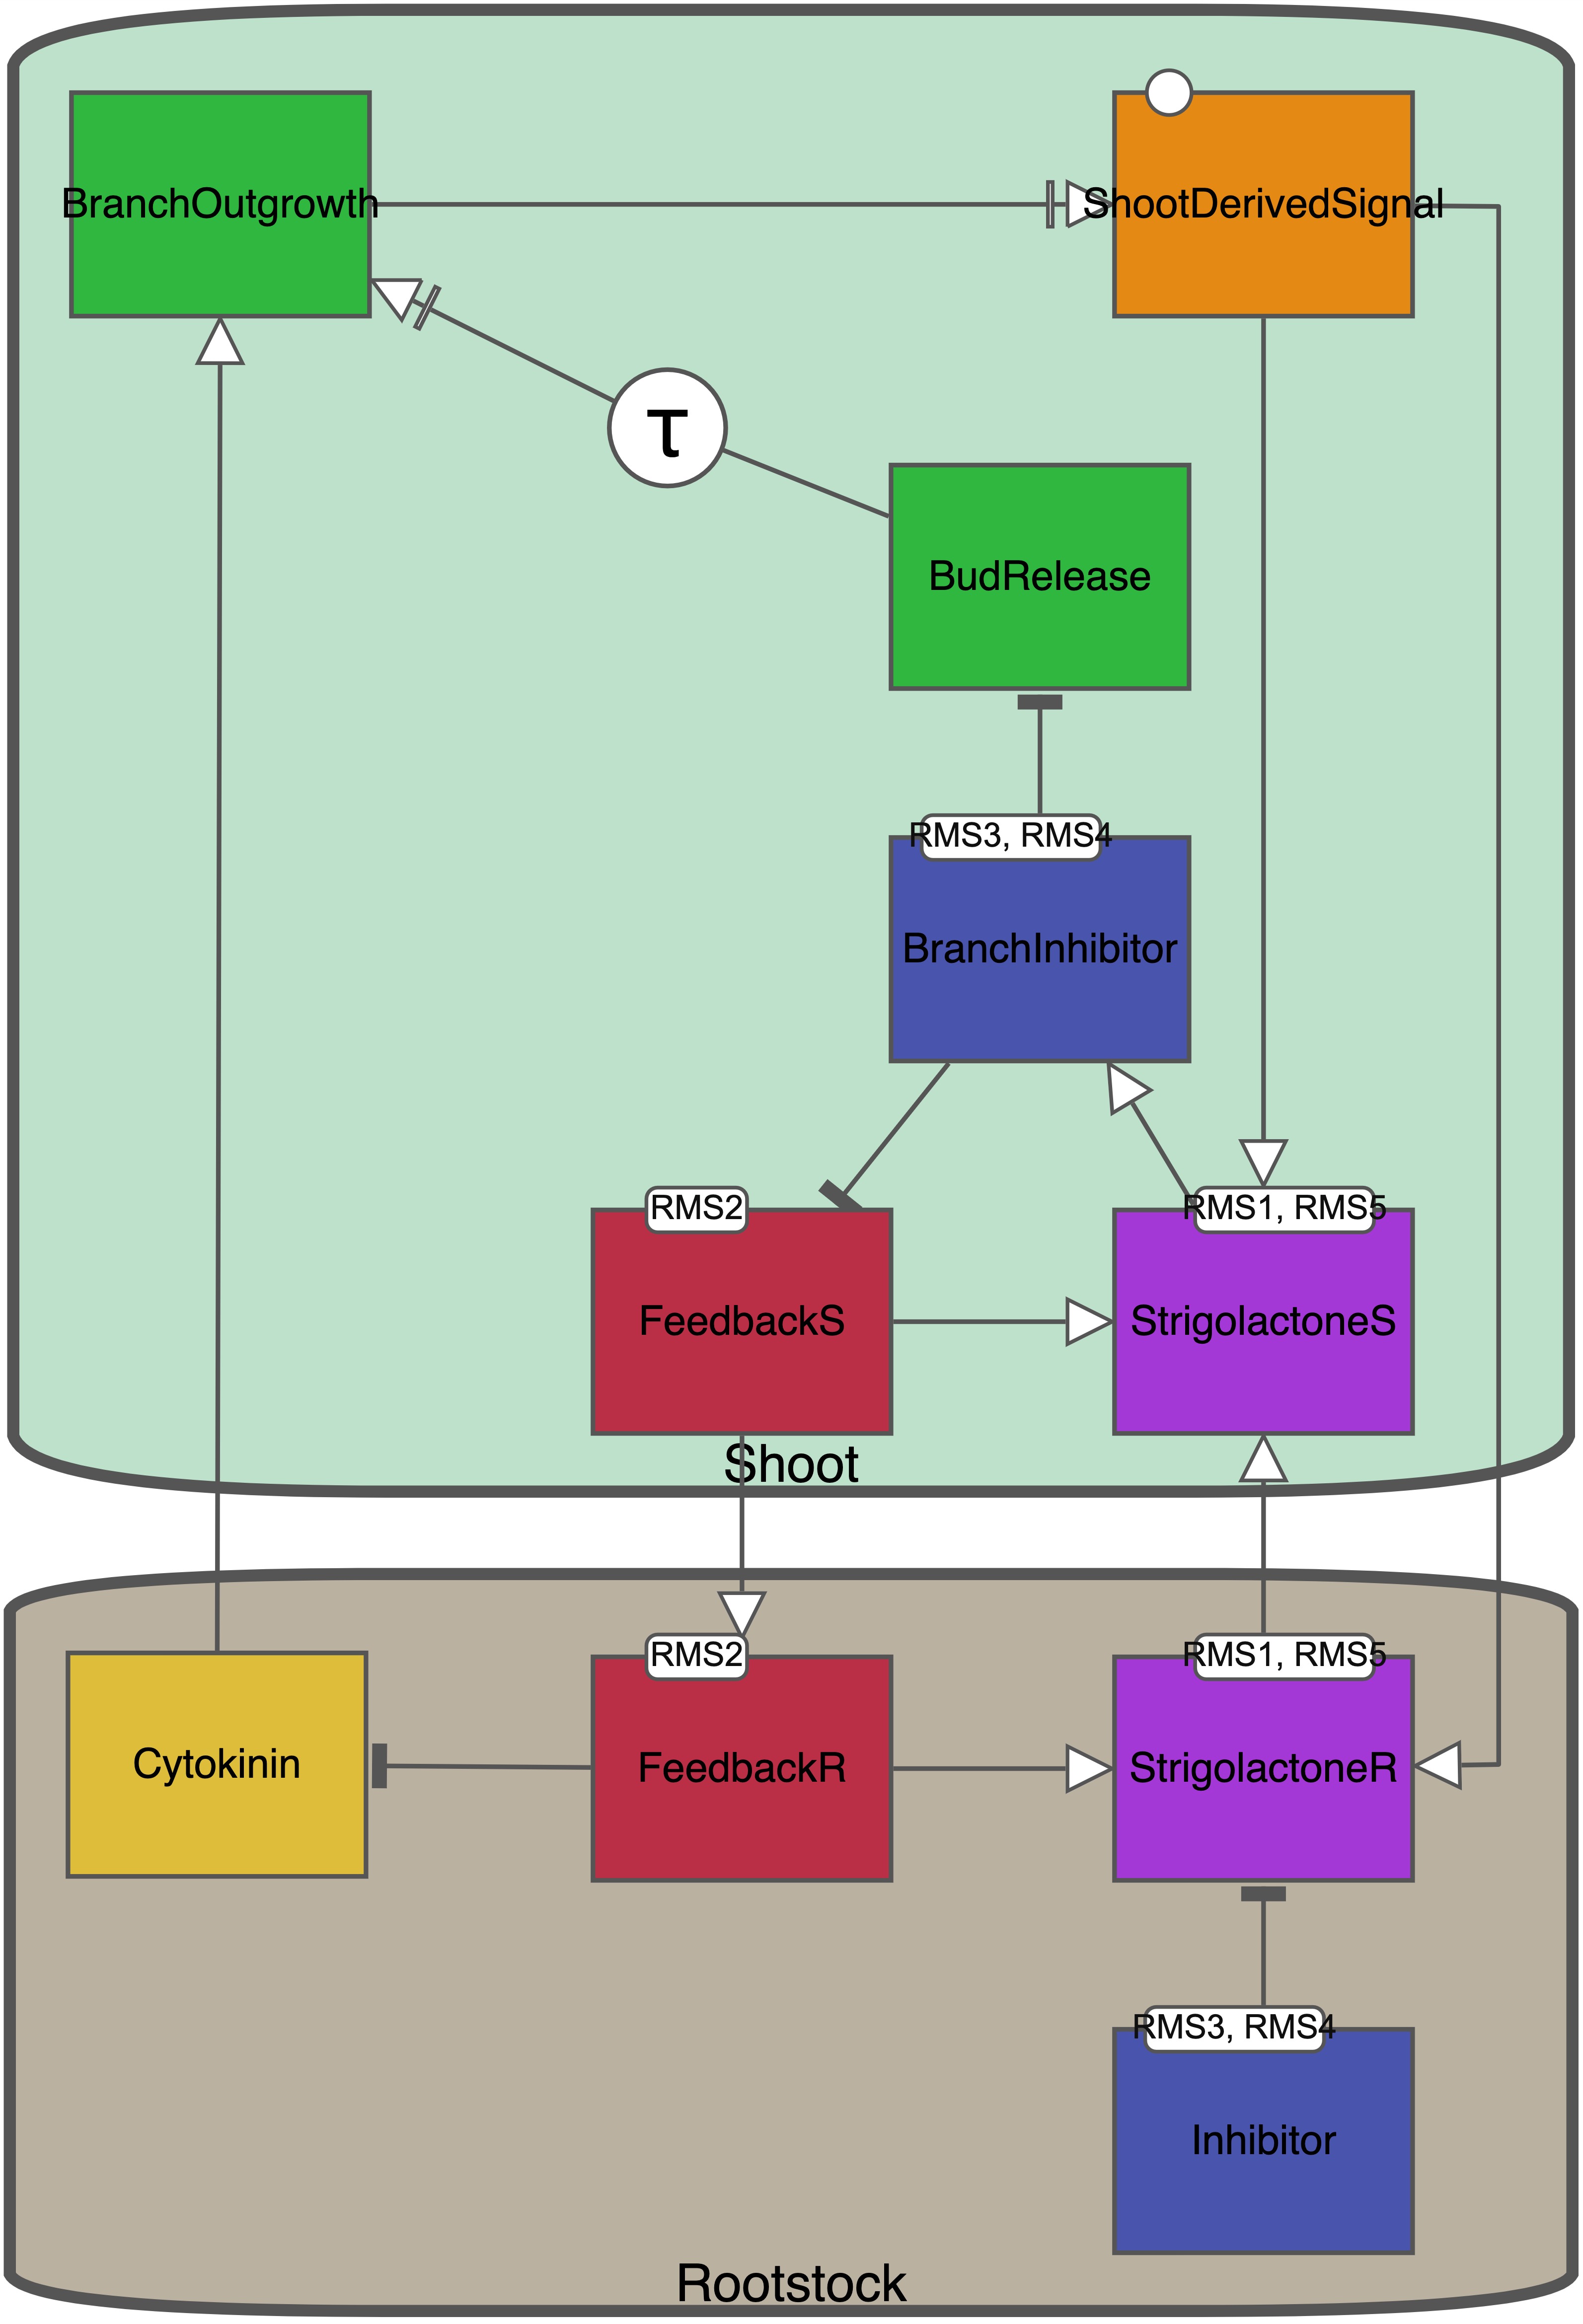 BranchOutgrowth
ShootDerivedSignal
τ
BudRelease
RMS3, RMS4
BranchInhibitor
RMS2
RMS1, RMS5
FeedbackS
StrigolactoneS
Shoot
RMS2
RMS1, RMS5
Cytokinin
FeedbackR
StrigolactoneR
RMS3, RMS4
Inhibitor
Rootstock